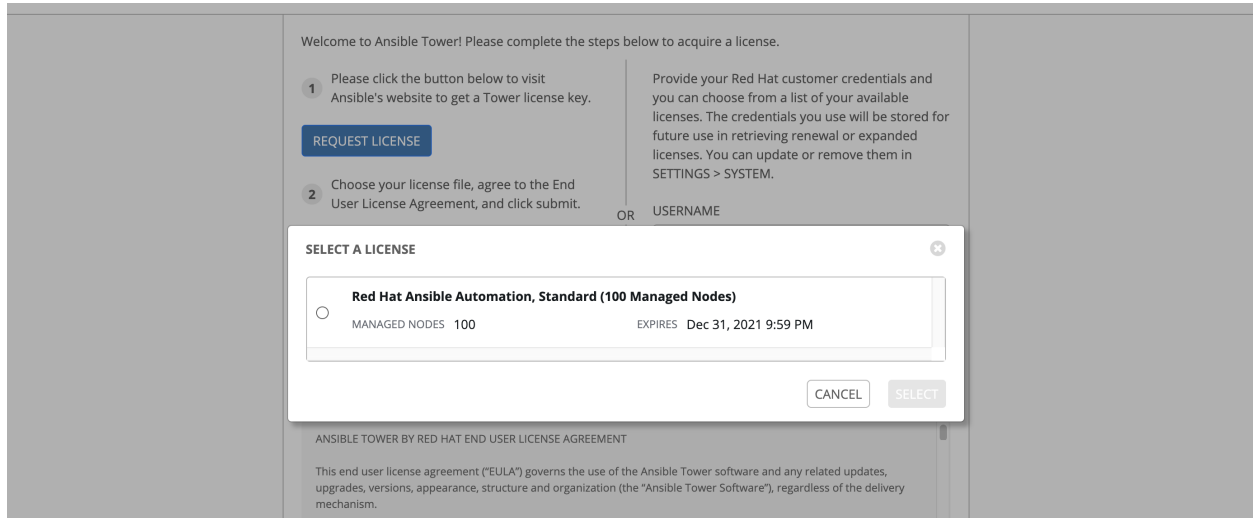 Welcome to Ansible Tower! Please complete the steps below to acquire a license.
1
Please click the button below to visit
Ansible's website to get a Tower license key.
REQUEST LICENSE
2
Choose your license file, agree to the End
User License Agreement, and click submit.
OR
Provide your Red Hat customer credentials and
you can choose from a list of your available
licenses. The credentials you use will be stored for
future use in retrieving renewal or expanded
licenses. You can update or remove them in
SETTINGS > SYSTEM.
USERNAME
SELECT A LICENSE
Red Hat Ansible Automation, Standard (100 Managed Nodes)
MANAGED NODES 100 EXPIRES Dec 31, 2021 9:59 PM
CANCEL SELECT
ANSIBLE TOWER BY RED HAT END USER LICENSE AGREEMENT
This end user license agreement (“EULA”) governs the use of the Ansible Tower software and any related updates,
upgrades, versions, appearance, structure and organization (the “Ansible Tower Software”), regardless of the delivery
mechanism.